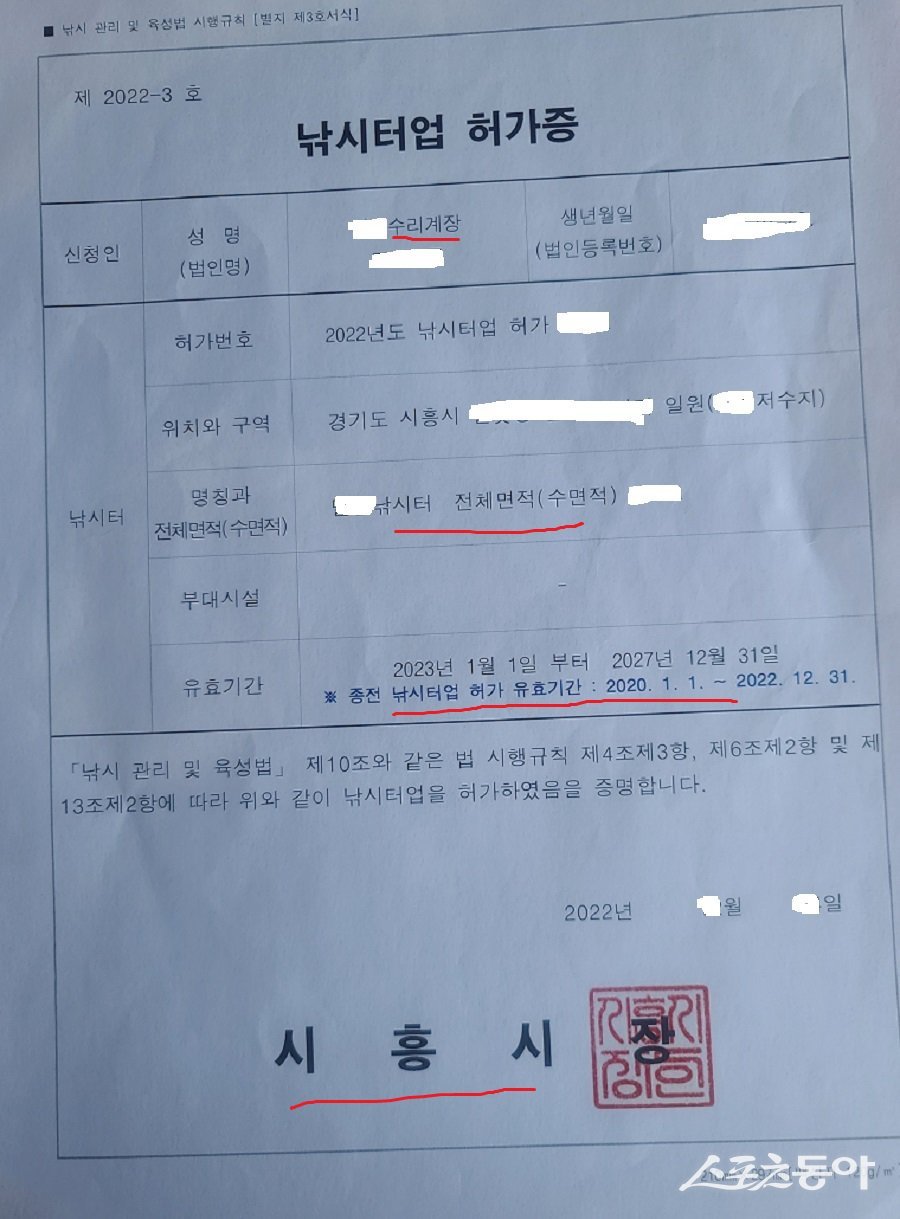 ■ 낚시 관리 및 육성법 시행규칙 [별지 제3호서식]
제 2022-3 호
낚시터업 허가증
신청인
성 명
(법인명)
수리계장
생년월일
(법인등록번호)
낚시터
허가번호
2022년도 낚시터업 허가
위치와 구역
경기도 시흥시 일원( 저수지)
명칭과
전체면적(수면적)
낚시터 전체면적(수면적)
부대시설
-
유효기간
2023년 1월 1일 부터 2027년 12월 31일
※ 종전 낚시터업 허가 유효기간 : 2020. 1. 1. ~ 2022. 12. 31.
「낚시 관리 및 육성법」 제10조와 같은 법 시행규칙 제4조제3항, 제6조제2항 및 제
13조제2항에 따라 위와 같이 낚시터업을 허가하였음을 증명합니다.
2022년 월 일
시 흥 시 장
시흥시
장인
스포츠동아